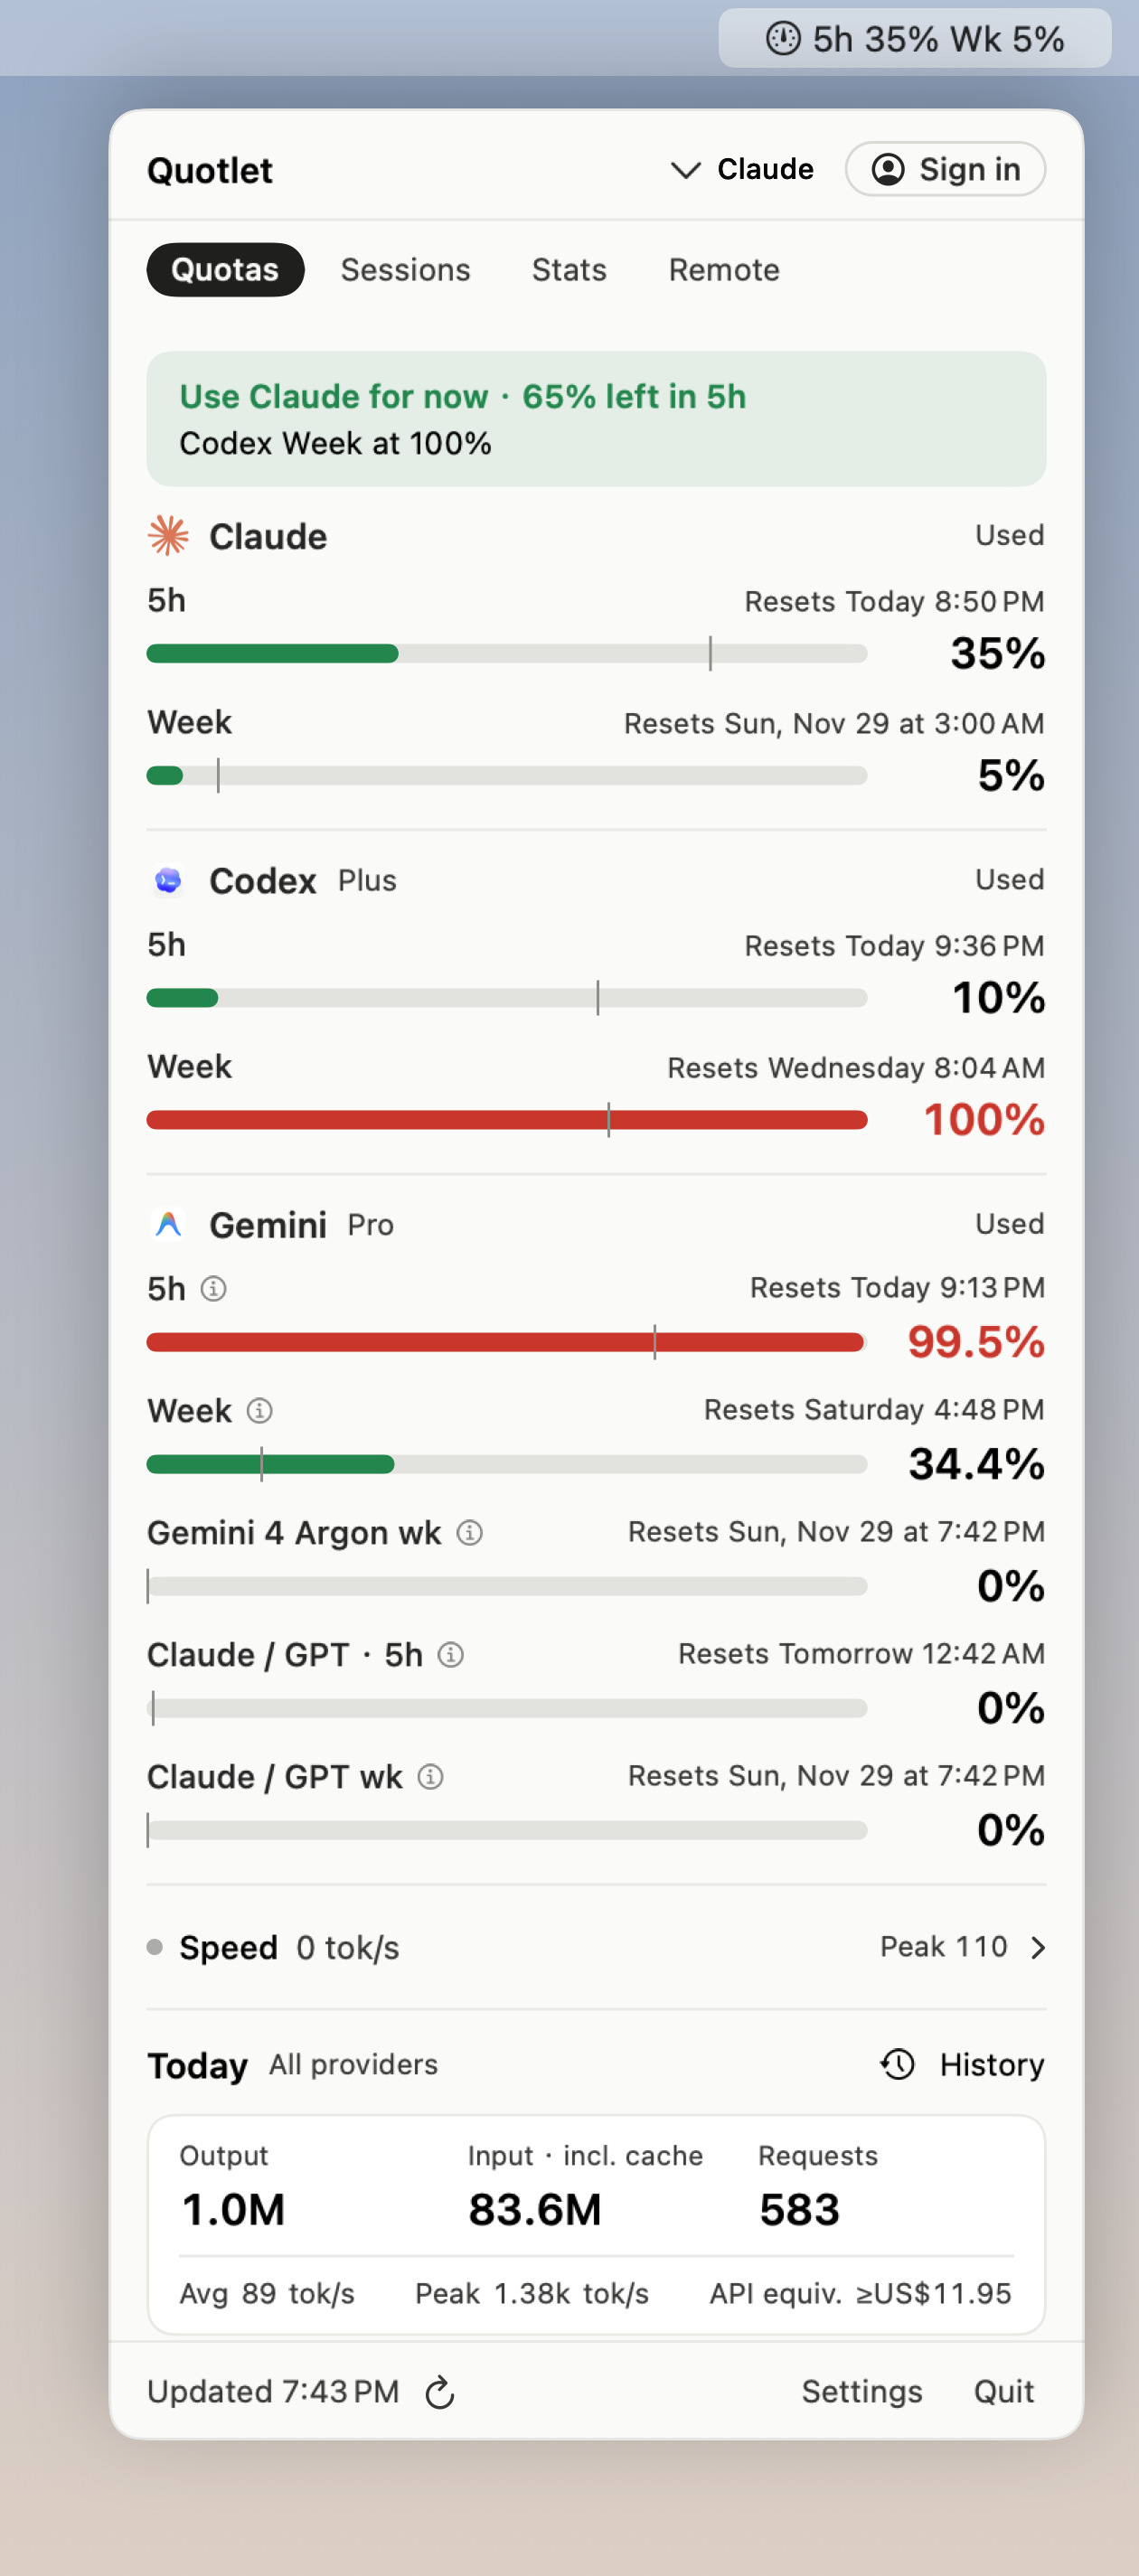 5h 35% Wk 5%
Quotlet
Claude
Sign in
Quotas Sessions Stats Remote
Use Claude for now · 65% left in 5h
Codex Week at 100%
Claude Used
5h Resets Today 8:50 PM
35%
Week Resets Sun, Nov 29 at 3:00 AM
5%
Codex Plus Used
5h Resets Today 9:36 PM
10%
Week Resets Wednesday 8:04 AM
100%
Gemini Pro Used
5h Resets Today 9:13 PM
99.5%
Week Resets Saturday 4:48 PM
34.4%
Gemini 4 Argon wk Resets Sun, Nov 29 at 7:42 PM
0%
Claude / GPT · 5h Resets Tomorrow 12:42 AM
0%
Claude / GPT wk Resets Sun, Nov 29 at 7:42 PM
0%
Speed 0 tok/s Peak 110
Today All providers History
Output Input · incl. cache Requests
1.0M 83.6M 583
Avg 89 tok/s Peak 1.38k tok/s API equiv. ≥US$11.95
Updated 7:43 PM Settings Quit